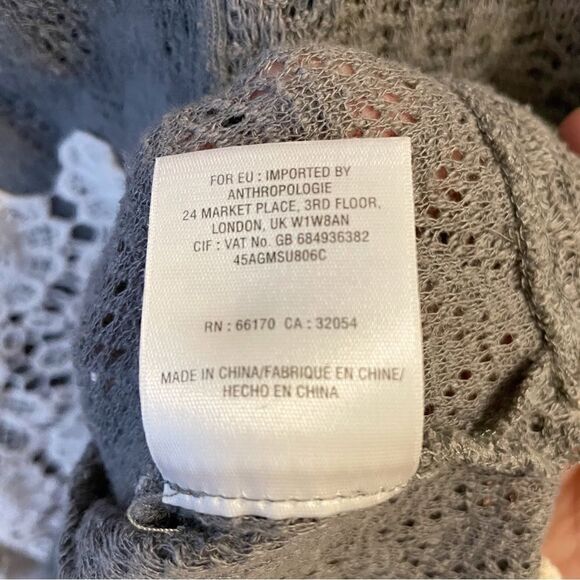 FOR EU : IMPORTED BY
ANTHROPOLOGIE
24 MARKET PLACE, 3RD FLOOR,
LONDON, UK W1W8AN
CIF : VAT No. GB 684936382
45AGMSU806C
RN : 66170 CA : 32054
MADE IN CHINA/FABRIQUÉ EN CHINE/
HECHO EN CHINA